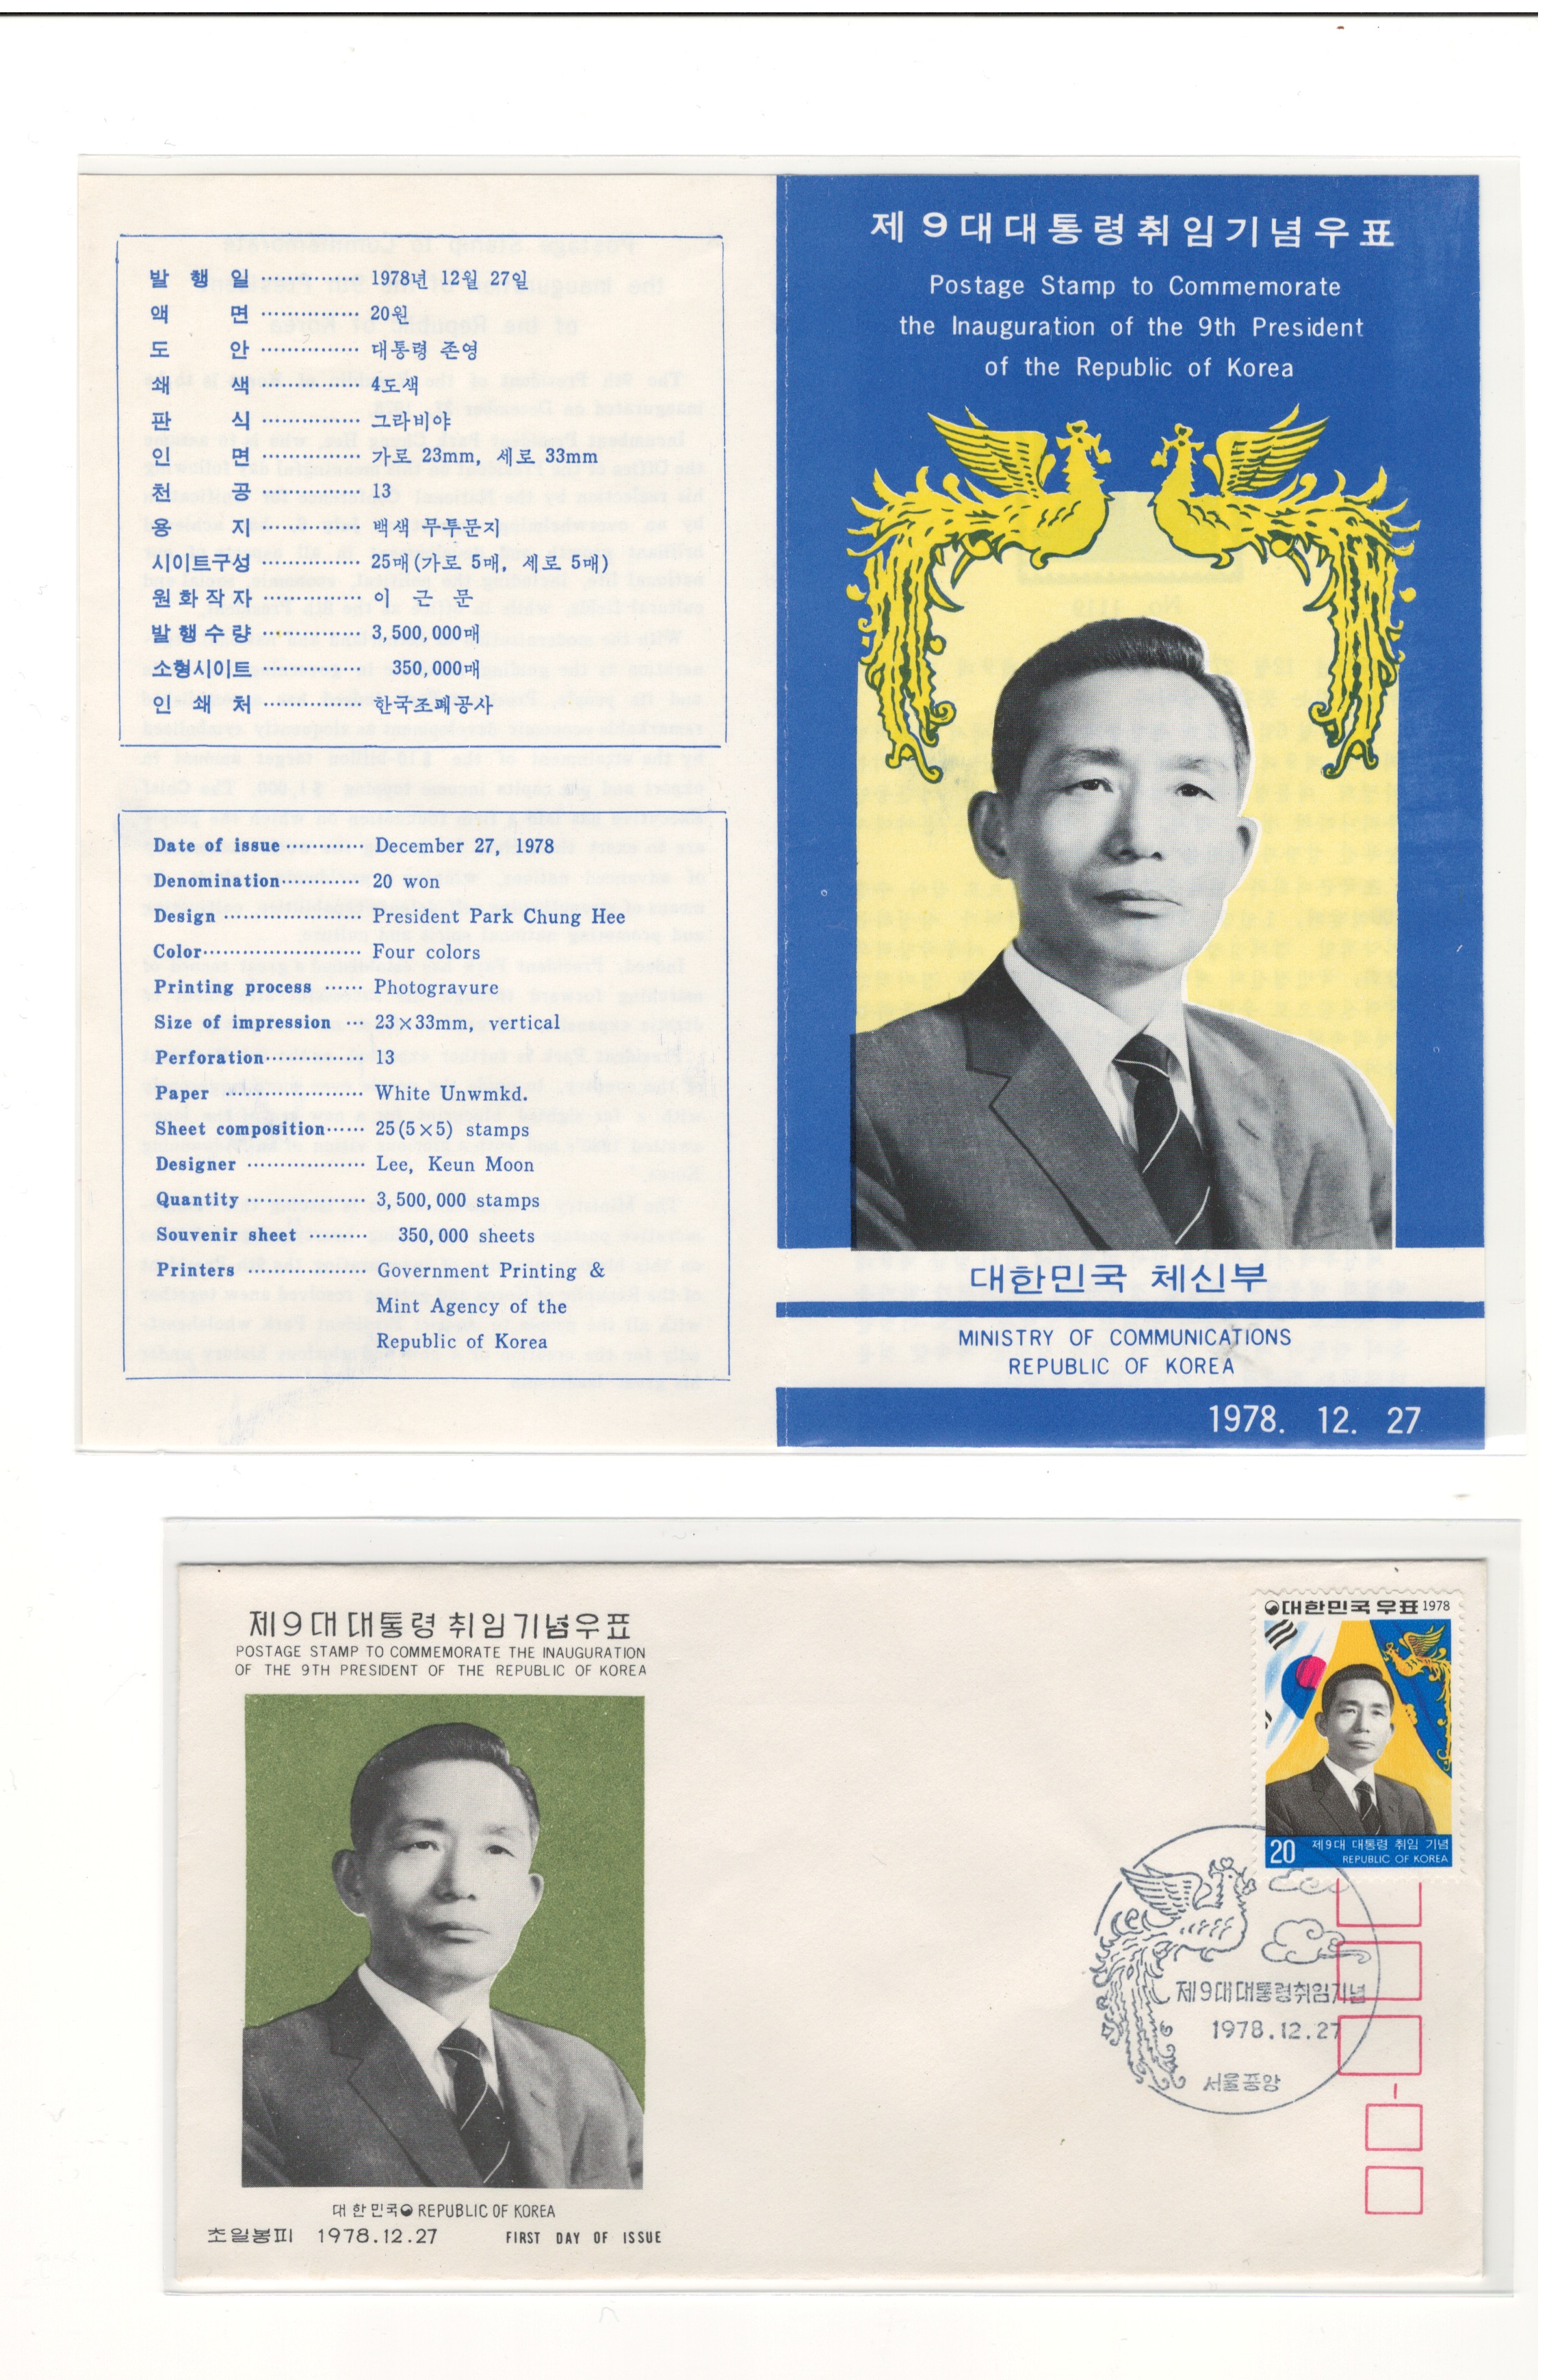 발 행 일 ·············· 1978년 12월 27일
액 면 ·············· 20원
도 안 ·············· 대통령 존영
쇄 색 ·············· 4도색
판 식 ·············· 그라비야
인 면 ·············· 가로 23mm, 세로 33mm
천 공 ·············· 13
용 지 ·············· 백색 무투문지
시이트구성 ·············· 25매(가로 5매, 세로 5매)
원화작자 ·············· 이 근 문
발행수량 ·············· 3,500,000매
소형시이트 ·············· 350,000매
인 쇄 처 ·············· 한국조폐공사
Date of issue ············ December 27, 1978
Denomination············ 20 won
Design ····················· President Park Chung Hee
Color························ Four colors
Printing process ······ Photogravure
Size of impression ··· 23×33mm, vertical
Perforation··············· 13
Paper ····················· White Unwmkd.
Sheet composition······ 25(5×5) stamps
Designer ·················· Lee, Keun Moon
Quantity ·················· 3,500,000 stamps
Souvenir sheet ········· 350,000 sheets
Printers ·················· Government Printing &
Mint Agency of the
Republic of Korea
제9대대통령취임기념우표
Postage Stamp to Commemorate
the Inauguration of the 9th President
of the Republic of Korea
대한민국 체신부
MINISTRY OF COMMUNICATIONS
REPUBLIC OF KOREA
1978. 12. 27
제9대대통령취임기념우표
POSTAGE STAMP TO COMMEMORATE THE INAUGURATION
OF THE 9TH PRESIDENT OF THE REPUBLIC OF KOREA
대한민국 REPUBLIC OF KOREA
초일봉피 1978.12.27 FIRST DAY OF ISSUE
대한민국우표 1978
20 제9대 대통령 취임 기념
REPUBLIC OF KOREA
제9대대통령취임기념
1978.12.27
서울중앙